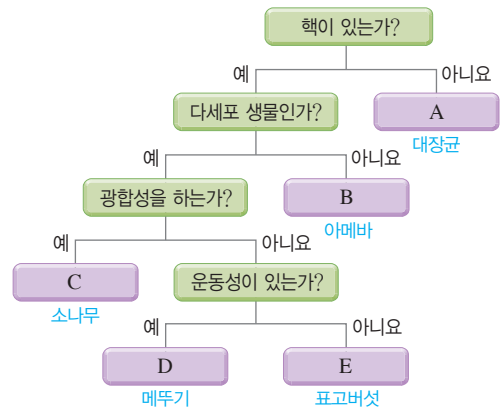 핵이 있는가?
예
아니요
다세포 생물인가?
A
대장균
예
아니요
광합성을 하는가?
B
아메바
예
아니요
C
소나무
운동성이 있는가?
예
아니요
D
E
메뚜기
표고버섯